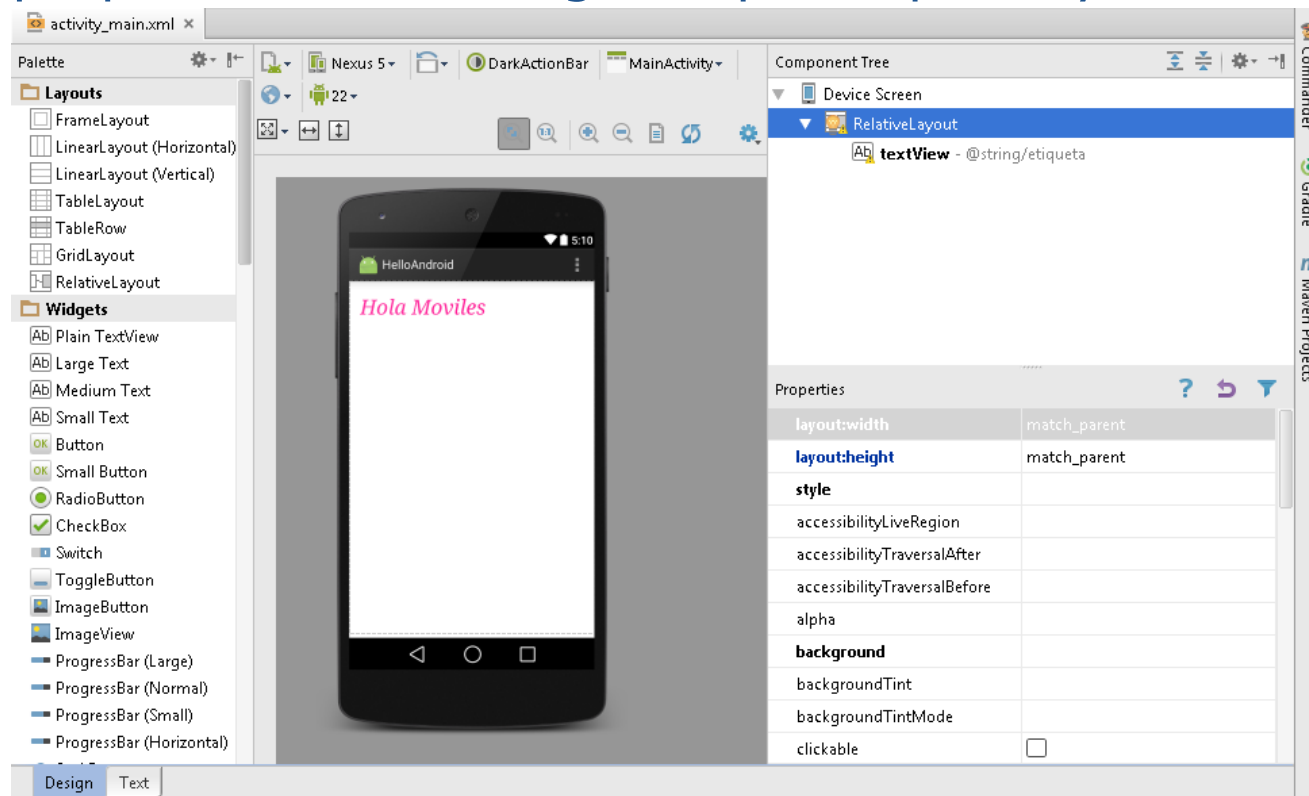 activity_main.xml
Palette
Layouts
FrameLayout
LinearLayout (Horizontal)
LinearLayout (Vertical)
TableLayout
TableRow
GridLayout
RelativeLayout
Widgets
Plain TextView
Large Text
Medium Text
Small Text
Button
Small Button
RadioButton
CheckBox
Switch
ToggleButton
ImageButton
ImageView
ProgressBar (Large)
ProgressBar (Normal)
ProgressBar (Small)
ProgressBar (Horizontal)
Design Text
Nexus 5 DarkActionBar MainActivity
22
5:10
HelloAndroid
Hola Moviles
Component Tree
Device Screen
RelativeLayout
Ab textView - @string/etiqueta
Properties
layout:width match_parent
layout:height match_parent
style
accessibilityLiveRegion
accessibilityTraversalAfter
accessibilityTraversalBefore
alpha
background
backgroundTint
backgroundTintMode
clickable
Commander
Gradle
Maven Projects